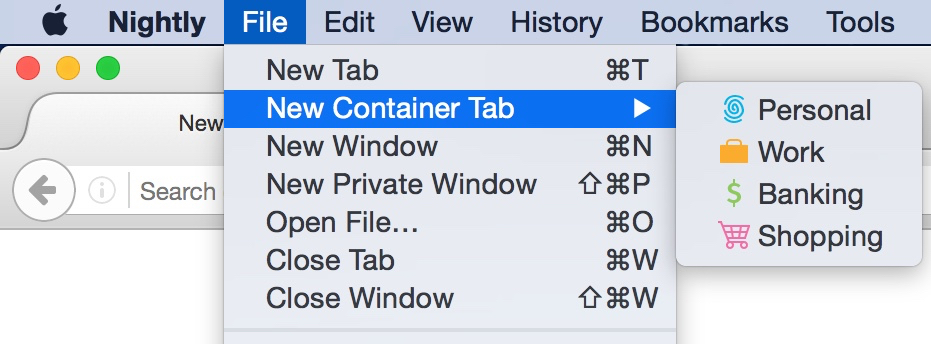 Nightly File Edit View History Bookmarks Tools
New Tab ⌘T
New Container Tab ▶
New Window ⌘N
New Private Window ⇧⌘P
Open File... ⌘O
Close Tab ⌘W
Close Window ⇧⌘W
Personal
Work
Banking
Shopping
New
Search